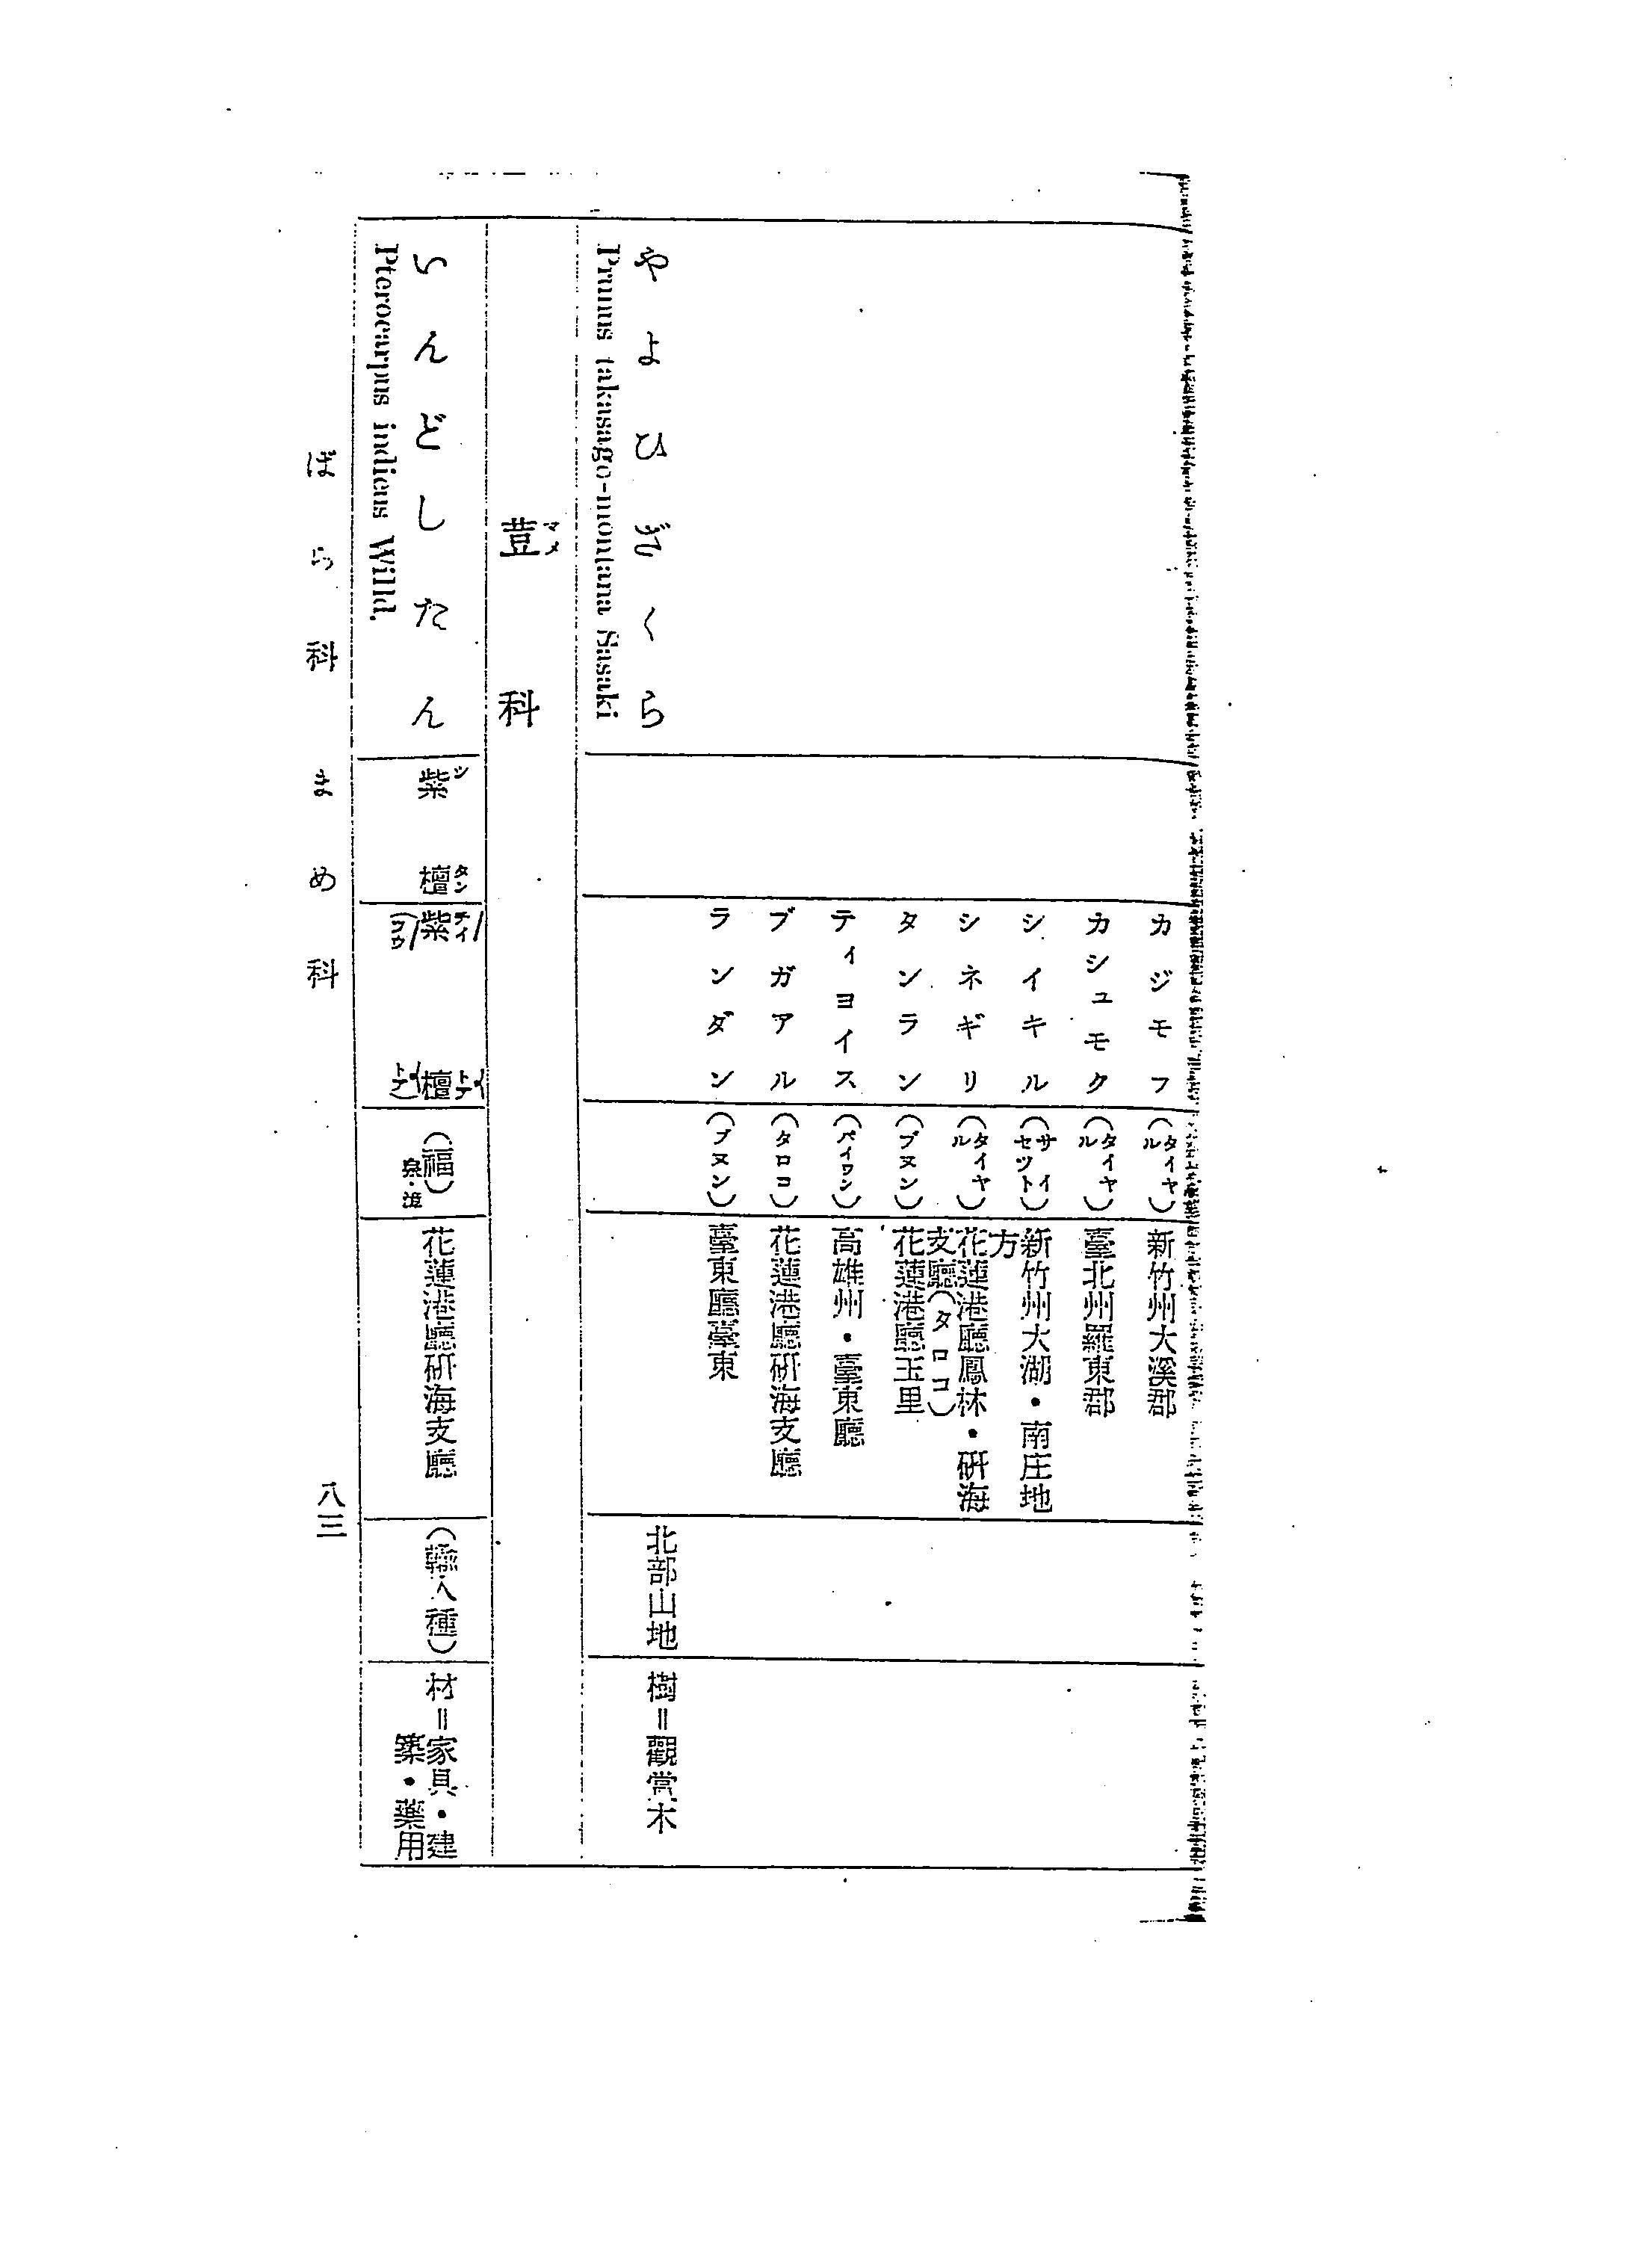 カジモフ（タイヤル）新竹州大溪郡
カシュモク（タイヤル）臺北州羅東郡
シイキル（サイセツト）新竹州大湖・南庄地方
シネギリ（タイヤル）花蓮港廳鳳林・研海支廳（タロコ）
タンラン（ブヌン）花蓮港廳玉里
ティヨイス（パイワン）高雄州・臺東廳
ブガアル（タロコ）花蓮港廳研海支廳
ランダン（ブヌン）臺東廳臺東
やよひざくら 北部山地 樹＝觀賞木
Prunus takasago-montana Sasaki
荳科
マメ
いんどしたん 紫檀 紫檀（福） 花蓮港廳研海支廳 （輸入種） 材＝家具・建築・藥用
シタン
Pterocarpus indicus Willd.
ばら科 まめ科 八三